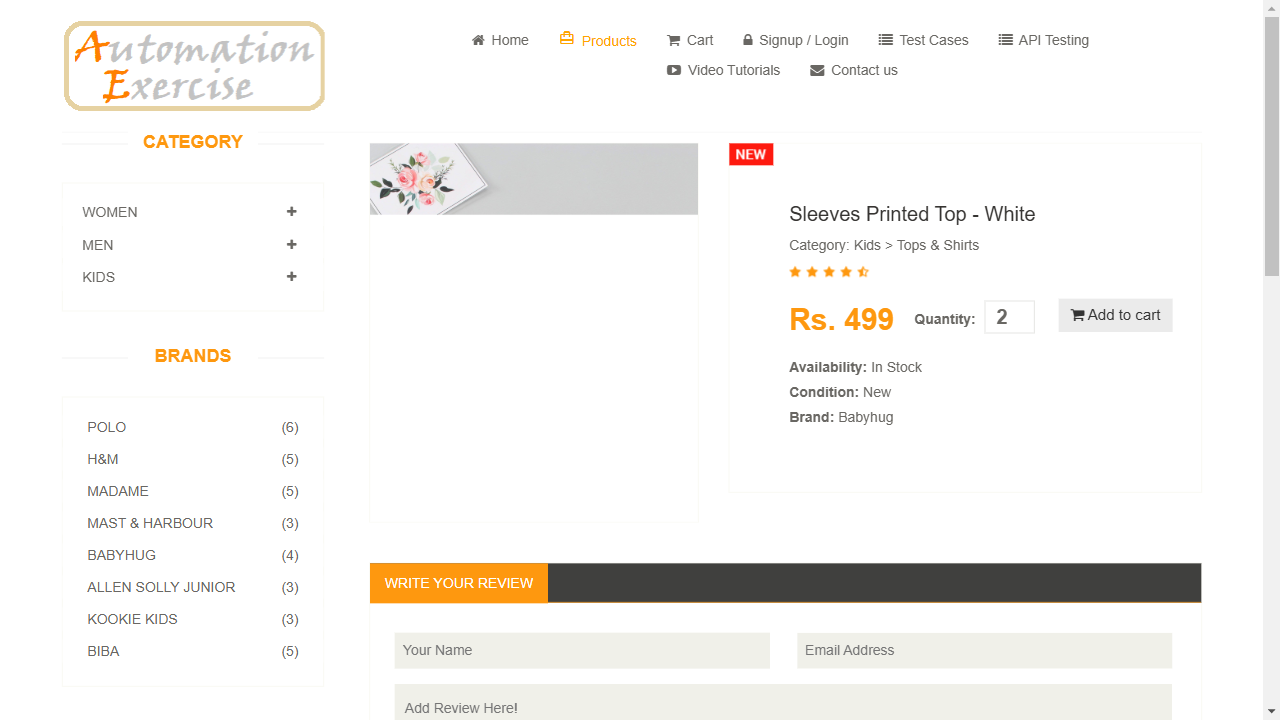 Automation
Exercise
Home
Products
Cart
Signup / Login
Test Cases
API Testing
Video Tutorials
Contact us
CATEGORY
WOMEN
MEN
KIDS
BRANDS
POLO (6)
H&M (5)
MADAME (5)
MAST & HARBOUR (3)
BABYHUG (4)
ALLEN SOLLY JUNIOR (3)
KOOKIE KIDS (3)
BIBA (5)
NEW
Sleeves Printed Top - White
Category: Kids > Tops & Shirts
Rs. 499 Quantity: 2 Add to cart
Availability: In Stock
Condition: New
Brand: Babyhug
WRITE YOUR REVIEW
Your Name
Email Address
Add Review Here!